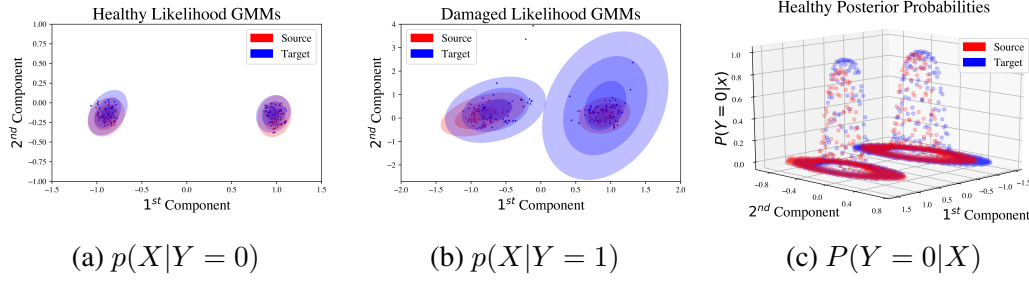 Healthy Likelihood GMMs
Source
Target
1.00
0.75
0.50
0.25
0.00
−0.25
−0.50
−0.75
−1.00
2nd Component
−1.5
−1.0
−0.5
0.0
0.5
1.0
1.5
1st Component
(a) p(X|Y = 0)
Damaged Likelihood GMMs
Source
Target
4
3
2
1
0
−1
−2
2nd Component
−2.0
−1.5
−1.0
−0.5
0.0
0.5
1.0
1.5
2.0
1st Component
(b) p(X|Y = 1)
Healthy Posterior Probabilities
Source
Target
1.0
0.8
0.6
0.4
0.2
0.0
P(Y = 0|x)
−0.8
−0.4
0.0
0.4
0.8
2nd Component
1.5
1.0
0.5
0.0
−0.5
−1.0
−1.5
1st Component
(c) P(Y = 0|X)